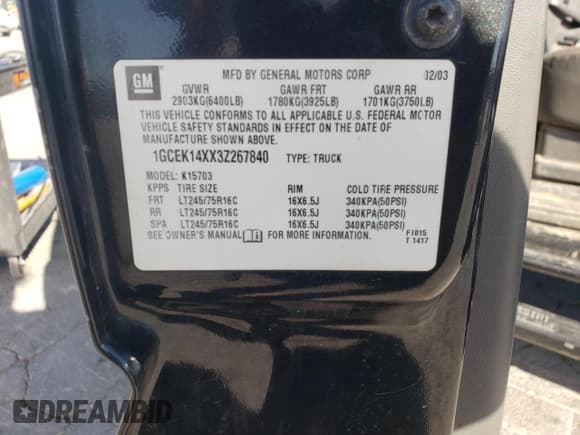 GM
MFD BY GENERAL MOTORS CORP 02/03
GVWR GAWR FRT GAWR RR
2903KG(6400LB) 1780KG(3925LB) 1701KG(3750LB)
THIS VEHICLE CONFORMS TO ALL APPLICABLE U.S. FEDERAL MOTOR
VEHICLE SAFETY STANDARDS IN EFFECT ON THE DATE OF
MANUFACTURE SHOWN ABOVE.
1GCEK14XX3Z267840 TYPE: TRUCK
MODEL: K15703
KPPS TIRE SIZE RIM COLD TIRE PRESSURE
FRT LT245/75R16C 16X6.5J 340KPA(50PSI)
RR LT245/75R16C 16X6.5J 340KPA(50PSI)
SPA LT245/75R16C 16X6.5J 340KPA(50PSI)
SEE OWNER'S MANUAL FOR MORE INFORMATION. F1015
T 1417
DREAMBID